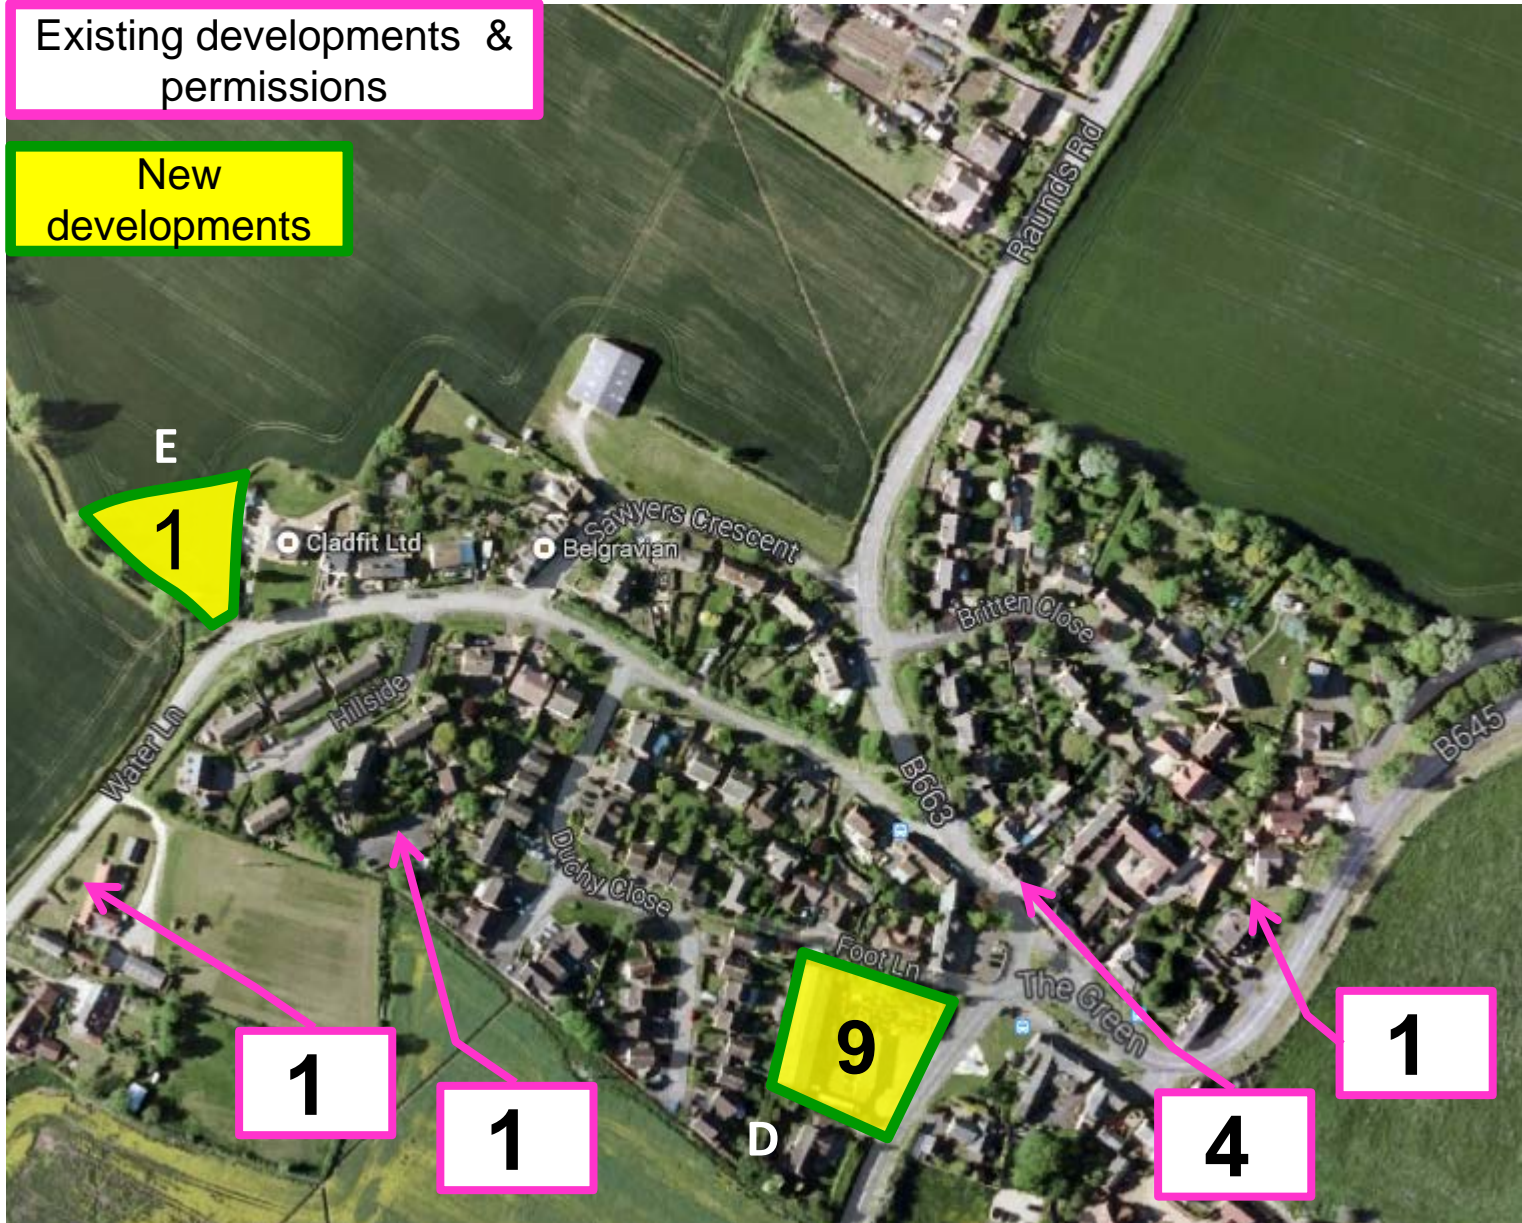 Existing developments &
permissions
New
developments
Raunds Rd
E
1
Cladfit Ltd
Sawyers Crescent
Belgravian
Britten Close
Hillside
Water Ln
B645
B663
Duchy Close
Foot Ln
The Green
9
1
1
1
D
4